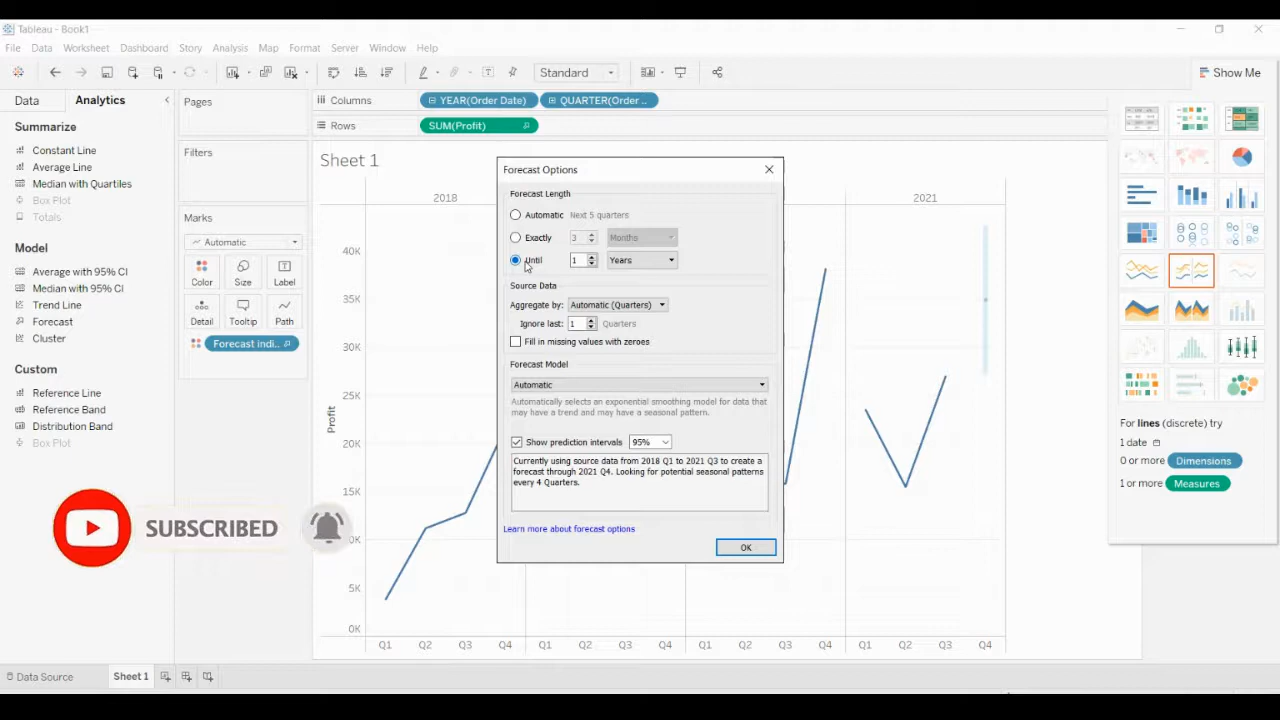 Tableau - Book1
File Data Worksheet Dashboard Story Analysis Map Format Server Window Help
Standard
Show Me
Data Analytics
Pages
Columns YEAR(Order Date) QUARTER(Order ..
Rows SUM(Profit)
Summarize
Constant Line
Average Line
Median with Quartiles
Box Plot
Totals
Model
Average with 95% CI
Median with 95% CI
Trend Line
Forecast
Cluster
Custom
Reference Line
Reference Band
Distribution Band
Box Plot
Filters
Marks
Automatic
Color Size Label
Detail Tooltip Path
Forecast indi..
Sheet 1
2018
2021
Profit
40K
35K
30K
25K
20K
15K
0K
5K
0K
Q1 Q2 Q3 Q4 Q1 Q2 Q3 Q4 Q1 Q2 Q3 Q4 Q1 Q2 Q3 Q4
Forecast Options
Forecast Length
Automatic Next 5 quarters
Exactly 3 Months
Until 1 Years
Source Data
Aggregate by: Automatic (Quarters)
Ignore last: 1 Quarters
Fill in missing values with zeroes
Forecast Model
Automatic
Automatically selects an exponential smoothing model for data that
may have a trend and may have a seasonal pattern.
Show prediction intervals 95%
Currently using source data from 2018 Q1 to 2021 Q3 to create a
forecast through 2021 Q4. Looking for potential seasonal patterns
every 4 Quarters.
Learn more about forecast options
OK
For lines (discrete) try
1 date
0 or more Dimensions
1 or more Measures
SUBSCRIBED
Data Source Sheet 1